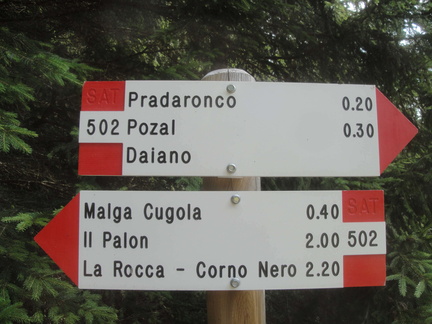 SAT Pradaronco 0.20
502 Pozal 0.30
Daiano
Malga Cugola 0.40 SAT
Il Palon 2.00 502
La Rocca - Corno Nero 2.20